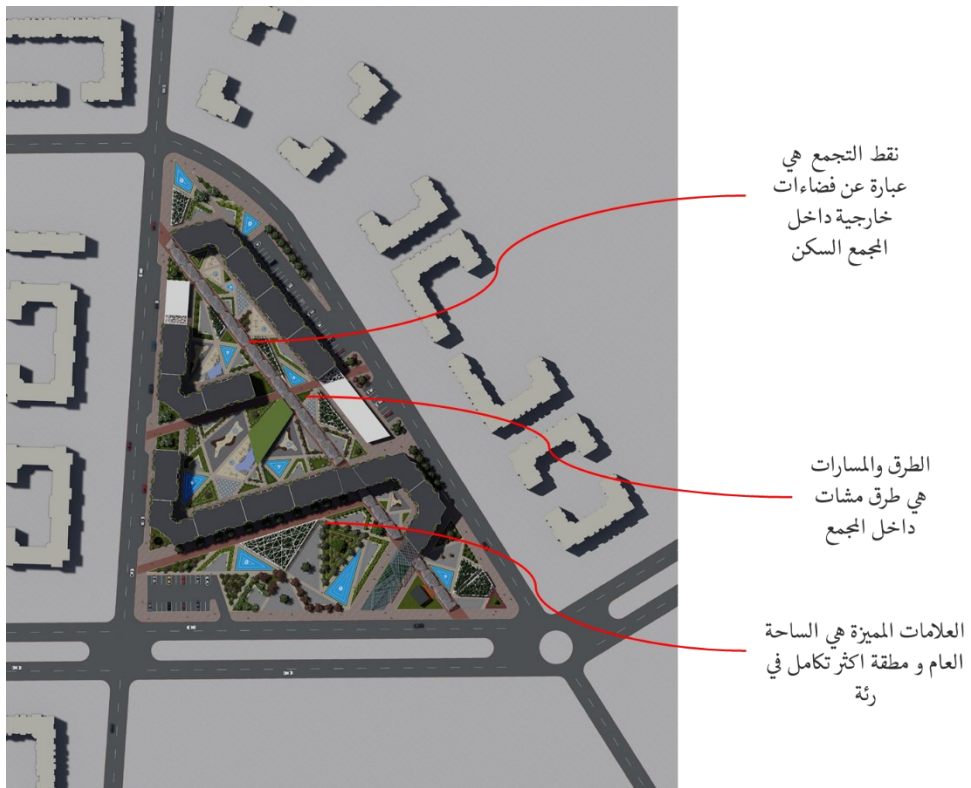 نقط التجمع هي
عبارة عن فضاءات
خارجية داخل
المجمع السكن
الطرق والمسارات
هي طرق مشات
داخل المجمع
العلامات المميزة هي الساحة
العام و مطقة اكثر تكامل في
رئة